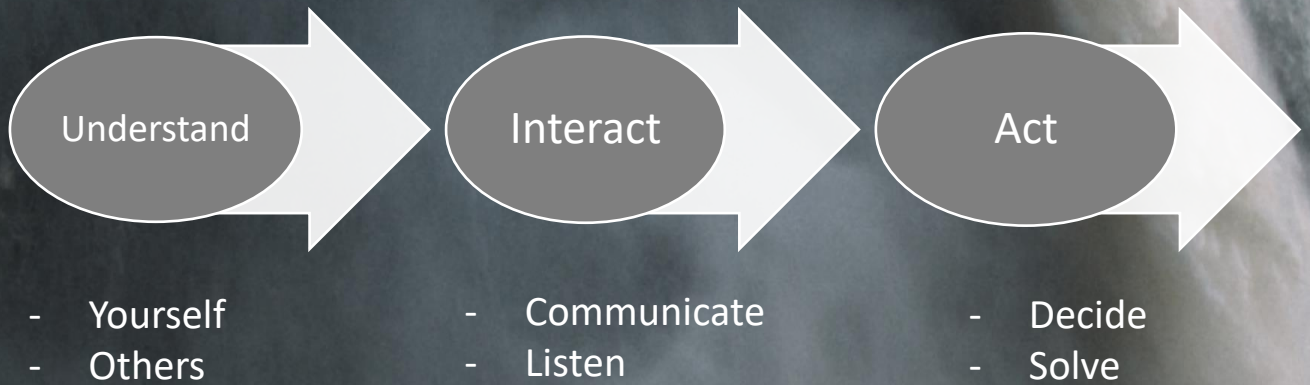 Understand
Interact
Act
- Yourself
- Others
- Communicate
- Listen
- Decide
- Solve